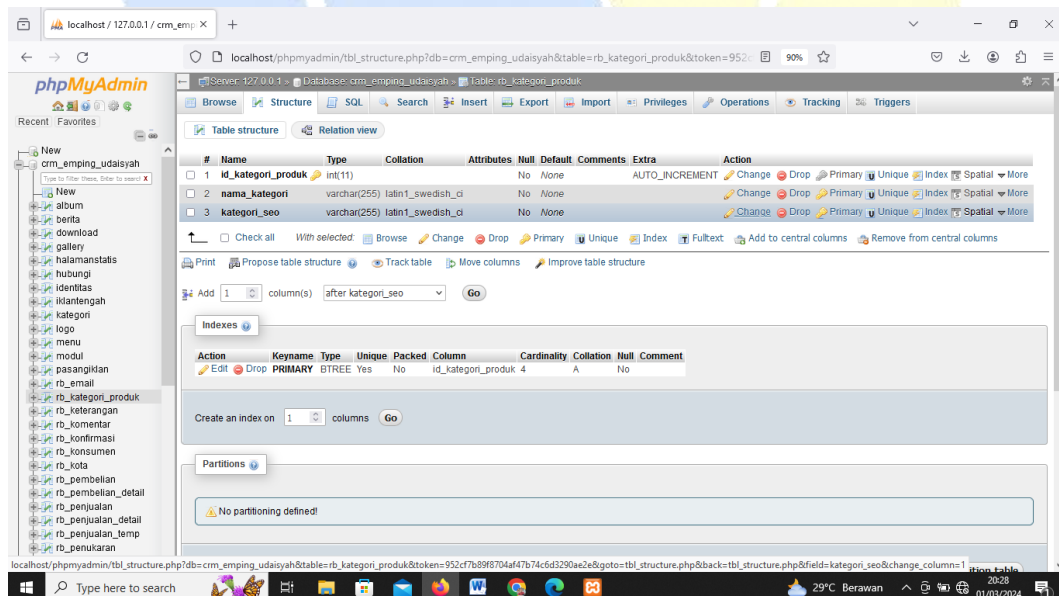 localhost / 127.0.0.1 / crm_emp
localhost/phpmyadmin/tbl_structure.php?db=crm_emping_udaisyah&table=rb_kategori_produk&token=952c
90%
phpMyAdmin
Recent Favorites
New
crm_emping_udaisyah
Type to filter these, Enter to search X
New
album
berita
download
gallery
halamanstatis
hubungi
identitas
iklantengah
kategori
logo
menu
modul
pasangiklan
rb_email
rb_kategori_produk
rb_keterangan
rb_komentar
rb_konfirmasi
rb_konsumen
rb_kota
rb_pembelian
rb_pembelian_detail
rb_penjualan
rb_penjualan_detail
rb_penjualan_temp
rb_penukaran
Server: 127.0.0.1 » Database: crm_emping_udaisyah » Table: rb_kategori_produk
Browse Structure SQL Search Insert Export Import Privileges Operations Tracking Triggers
Table structure Relation view
# Name Type Collation Attributes Null Default Comments Extra Action
1 id_kategori_produk int(11) No None AUTO_INCREMENT Change Drop Primary Unique Index Spatial More
2 nama_kategori varchar(255) latin1_swedish_ci No None Change Drop Primary Unique Index Spatial More
3 kategori_seo varchar(255) latin1_swedish_ci No None Change Drop Primary Unique Index Spatial More
Check all With selected: Browse Change Drop Primary Unique Index Fulltext Add to central columns Remove from central columns
Print Propose table structure Track table Move columns Improve table structure
Add 1 column(s) after kategori_seo Go
Indexes
Action Keyname Type Unique Packed Column Cardinality Collation Null Comment
Edit Drop PRIMARY BTREE Yes No id_kategori_produk 4 A No
Create an index on 1 columns Go
Partitions
No partitioning defined!
localhost/phpmyadmin/tbl_structure.php?db=crm_emping_udaisyah&table=rb_kategori_produk&token=952cf7b89f8704af47b74c6d3290ae2e&goto=tbl_structure.php&back=tbl_structure.php&field=kategori_seo&change_column=1
table
Type here to search
29°C Berawan
20:28
01/03/2024